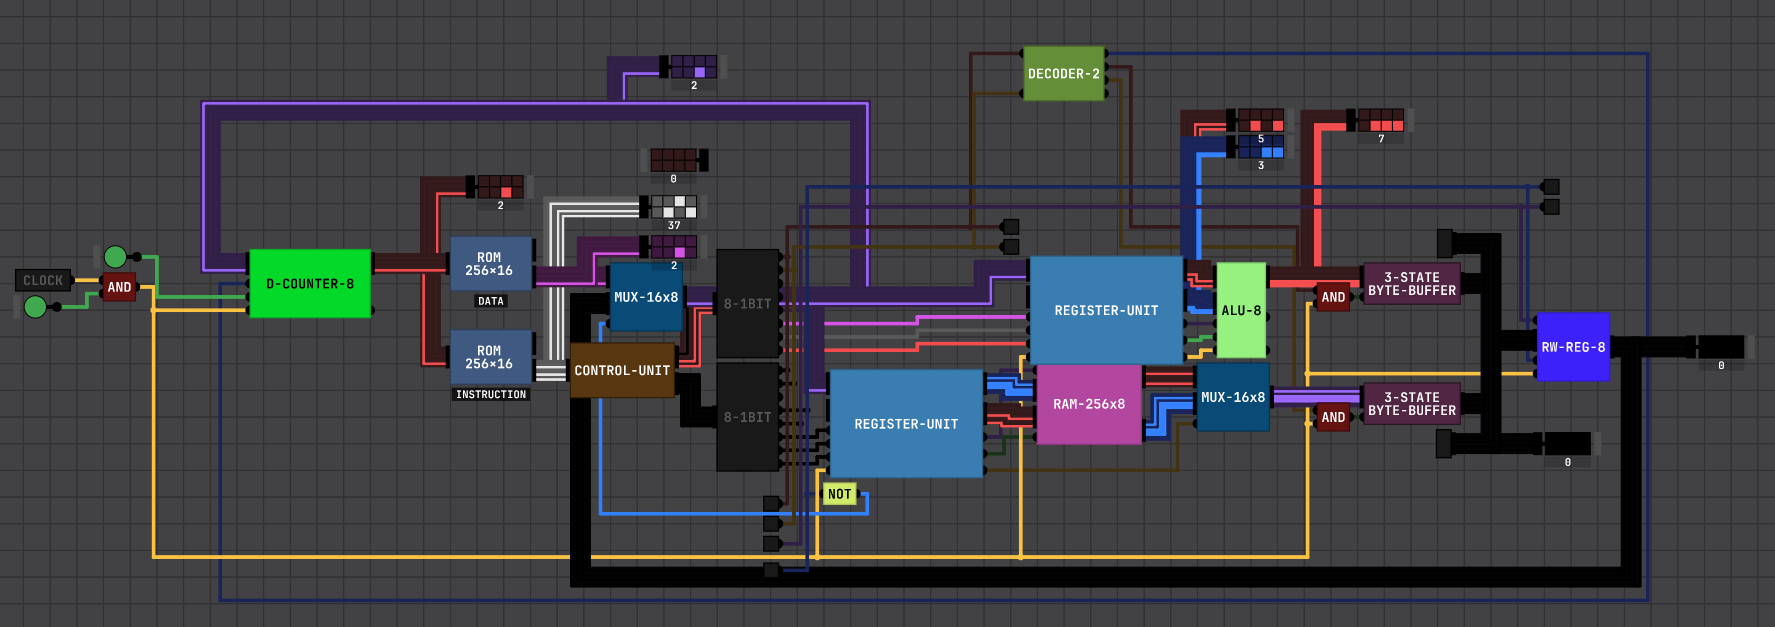 2
DECODER-2
5
3
7
0
2
37
2
CLOCK
AND
D-COUNTER-8
ROM
256×16
DATA
MUX-16x8
8-1BIT
REGISTER-UNIT
ALU-8
AND
3-STATE
BYTE-BUFFER
RW-REG-8
0
ROM
256×16
INSTRUCTION
CONTROL-UNIT
8-1BIT
REGISTER-UNIT
RAM-256x8
MUX-16x8
AND
3-STATE
BYTE-BUFFER
0
NOT